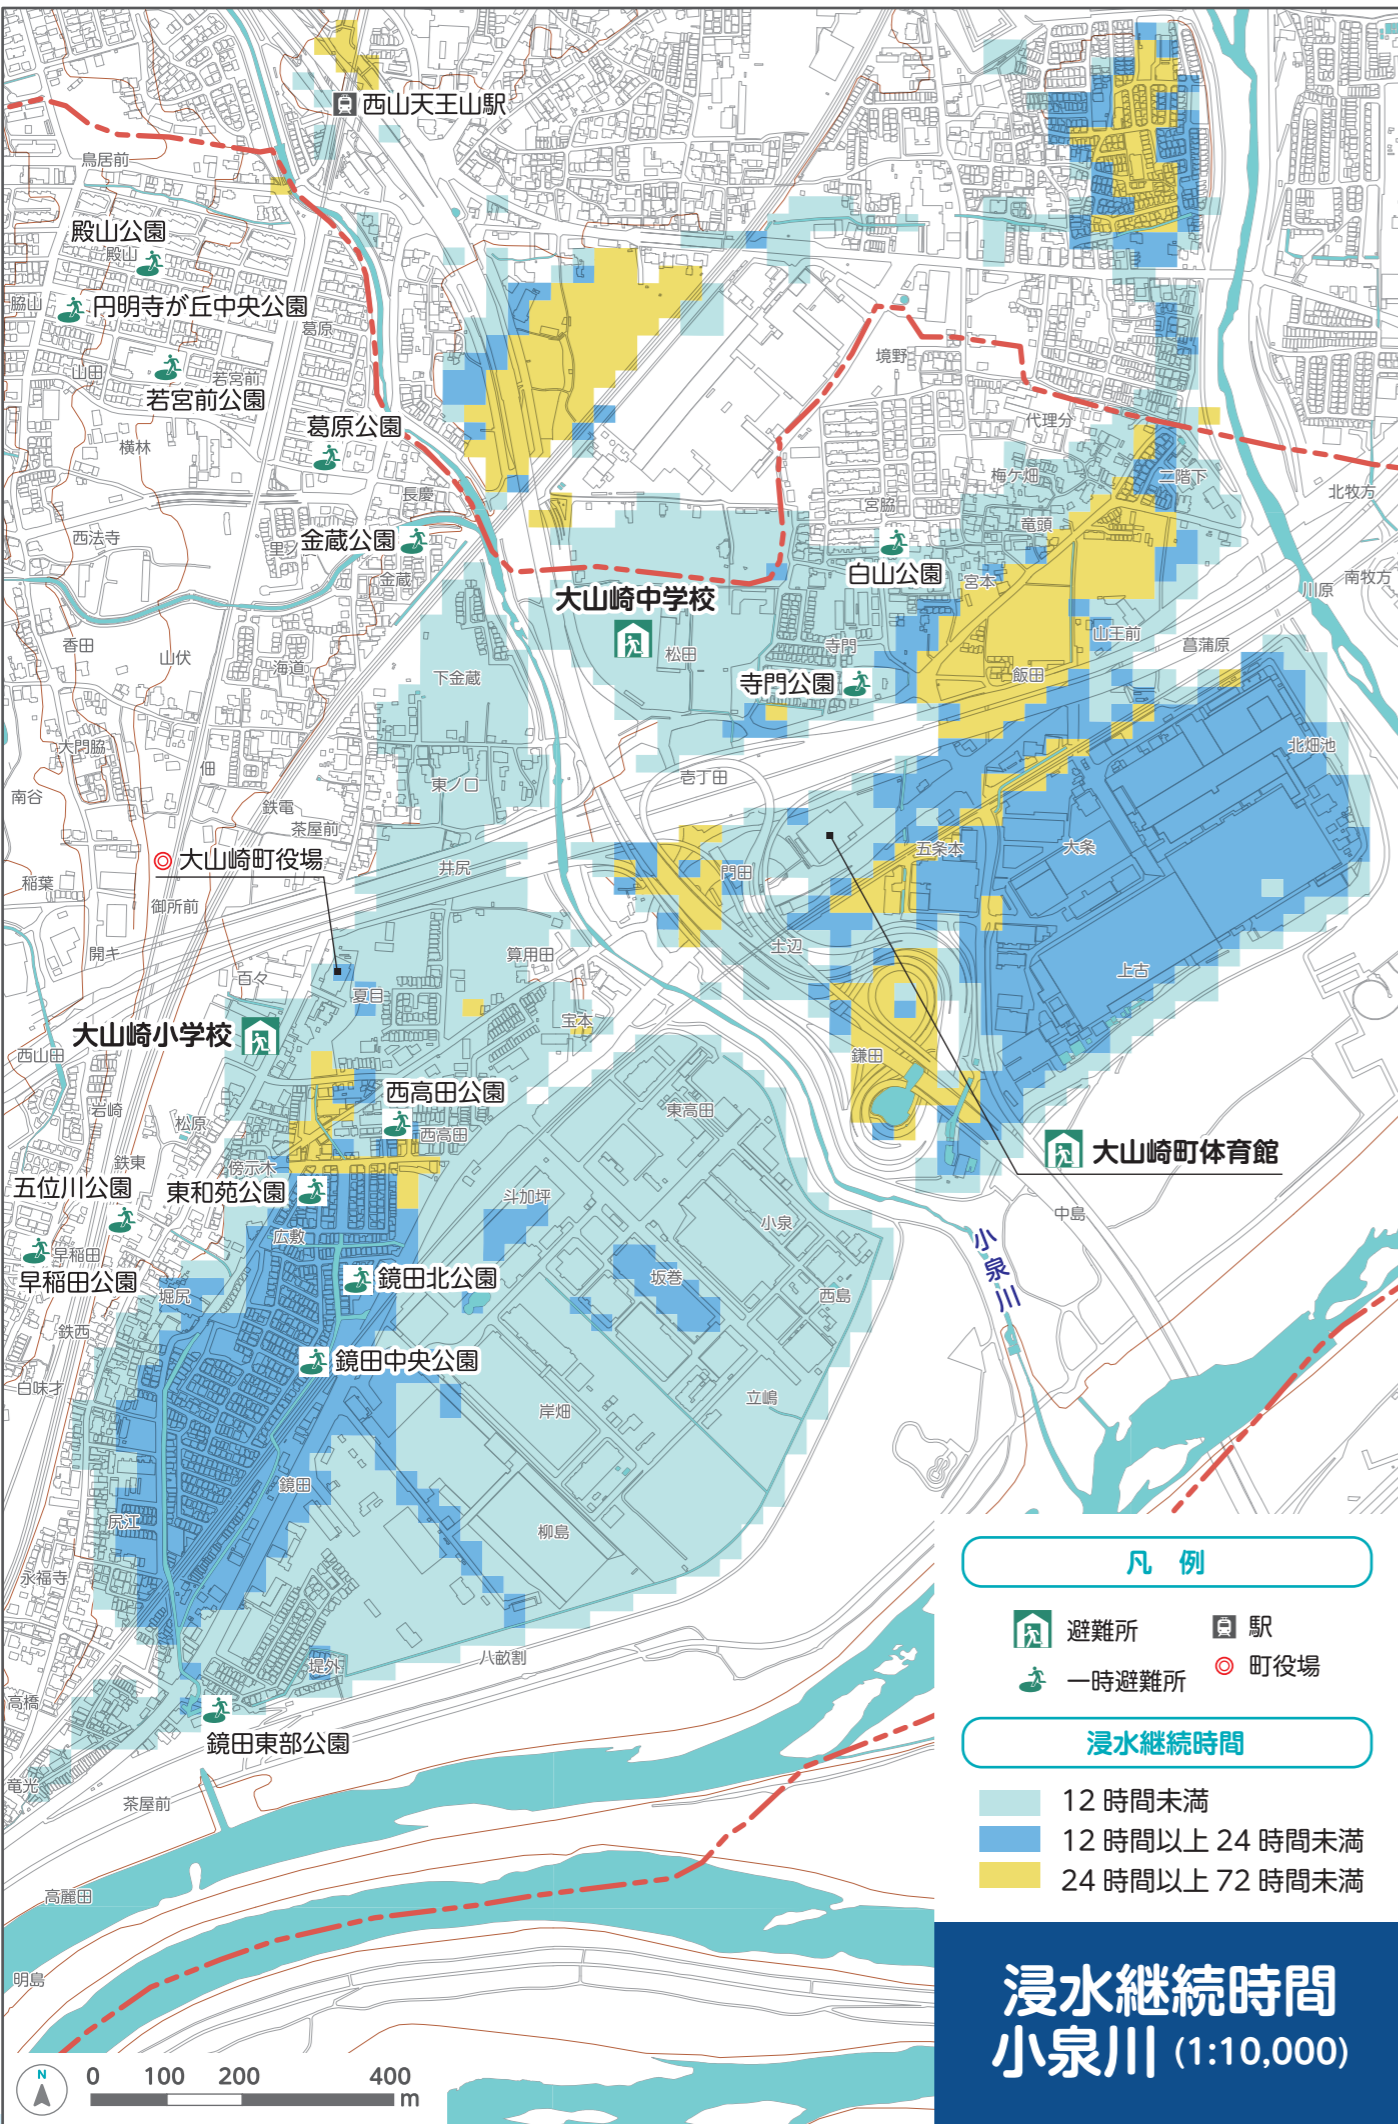 西山天王山駅
鳥居前
殿山公園
殿山
脇山
円明寺が丘中央公園
葛原
境野
山田
若宮前
若宮前公園
葛原公園
横林
代理分
梅ケ畑
二階下
北牧方
長慶
宮脇
西法寺
里ノ
金蔵公園
竜頭
金蔵
白山公園
宮本
南牧方
川原
大山崎中学校
山王前
香田
山伏
海道
松田
寺門
菖蒲原
下金蔵
寺門公園
飯田
大門脇
北畑池
佃
南谷
東ノ口
壱丁田
鉄電
茶屋前
大山崎町役場
井尻
門田
五条本
大条
稲葉
御所前
開キ
算用田
土辺
百々
上古
夏目
宝本
大山崎小学校
西山田
鎌田
岩崎
西高田公園
東高田
松原
西高田
大山崎町体育館
鉄東
傍示木
五位川公園
東和苑公園
斗加坪
小泉
中島
早稲田
広敷
小泉川
早稲田公園
鏡田北公園
坂巻
堀尻
西島
鉄西
鏡田中央公園
白味才
立嶋
岸畑
鏡田
尻江
柳島
永福寺
八畝割
堤外
高橋
鏡田東部公園
竜光
茶屋前
高麗田
明島
凡 例
避難所
駅
一時避難所
町役場
浸水継続時間
12 時間未満
12 時間以上 24 時間未満
24 時間以上 72 時間未満
浸水継続時間
小泉川 (1:10,000)
N
0 100 200 400
m